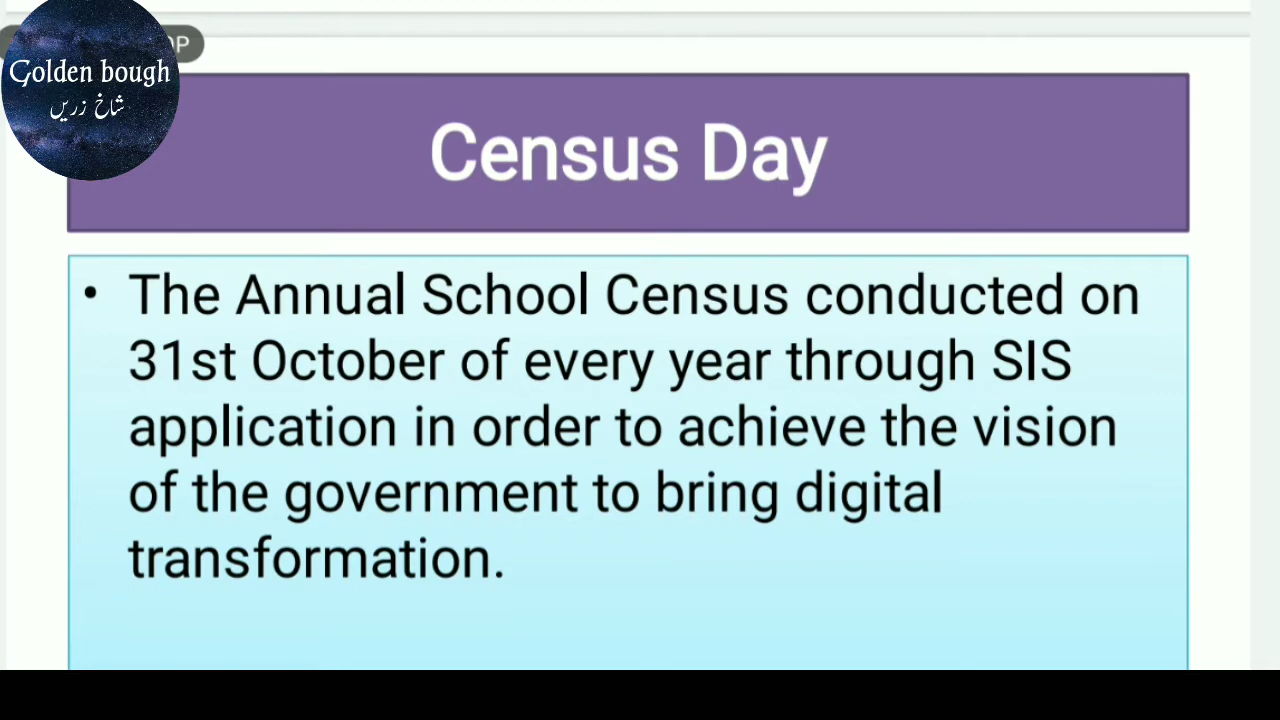 Golden bough
شاخ زریں
Census Day
• The Annual School Census conducted on
31st October of every year through SIS
application in order to achieve the vision
of the government to bring digital
transformation.